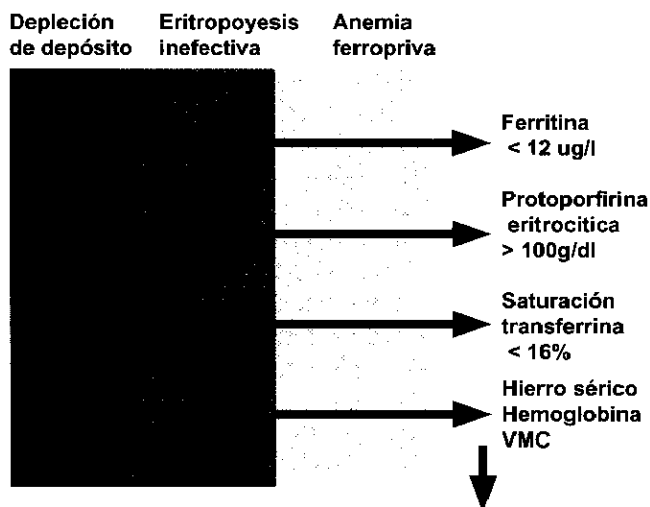 Depleción
de depósito
Eritropoyesis
inefectiva
Anemia
ferropriva
Ferritina
< 12 ug/l
Protoporfirina
eritrocitica
> 100g/dl
Saturación
transferrina
< 16%
Hierro sérico
Hemoglobina
VMC